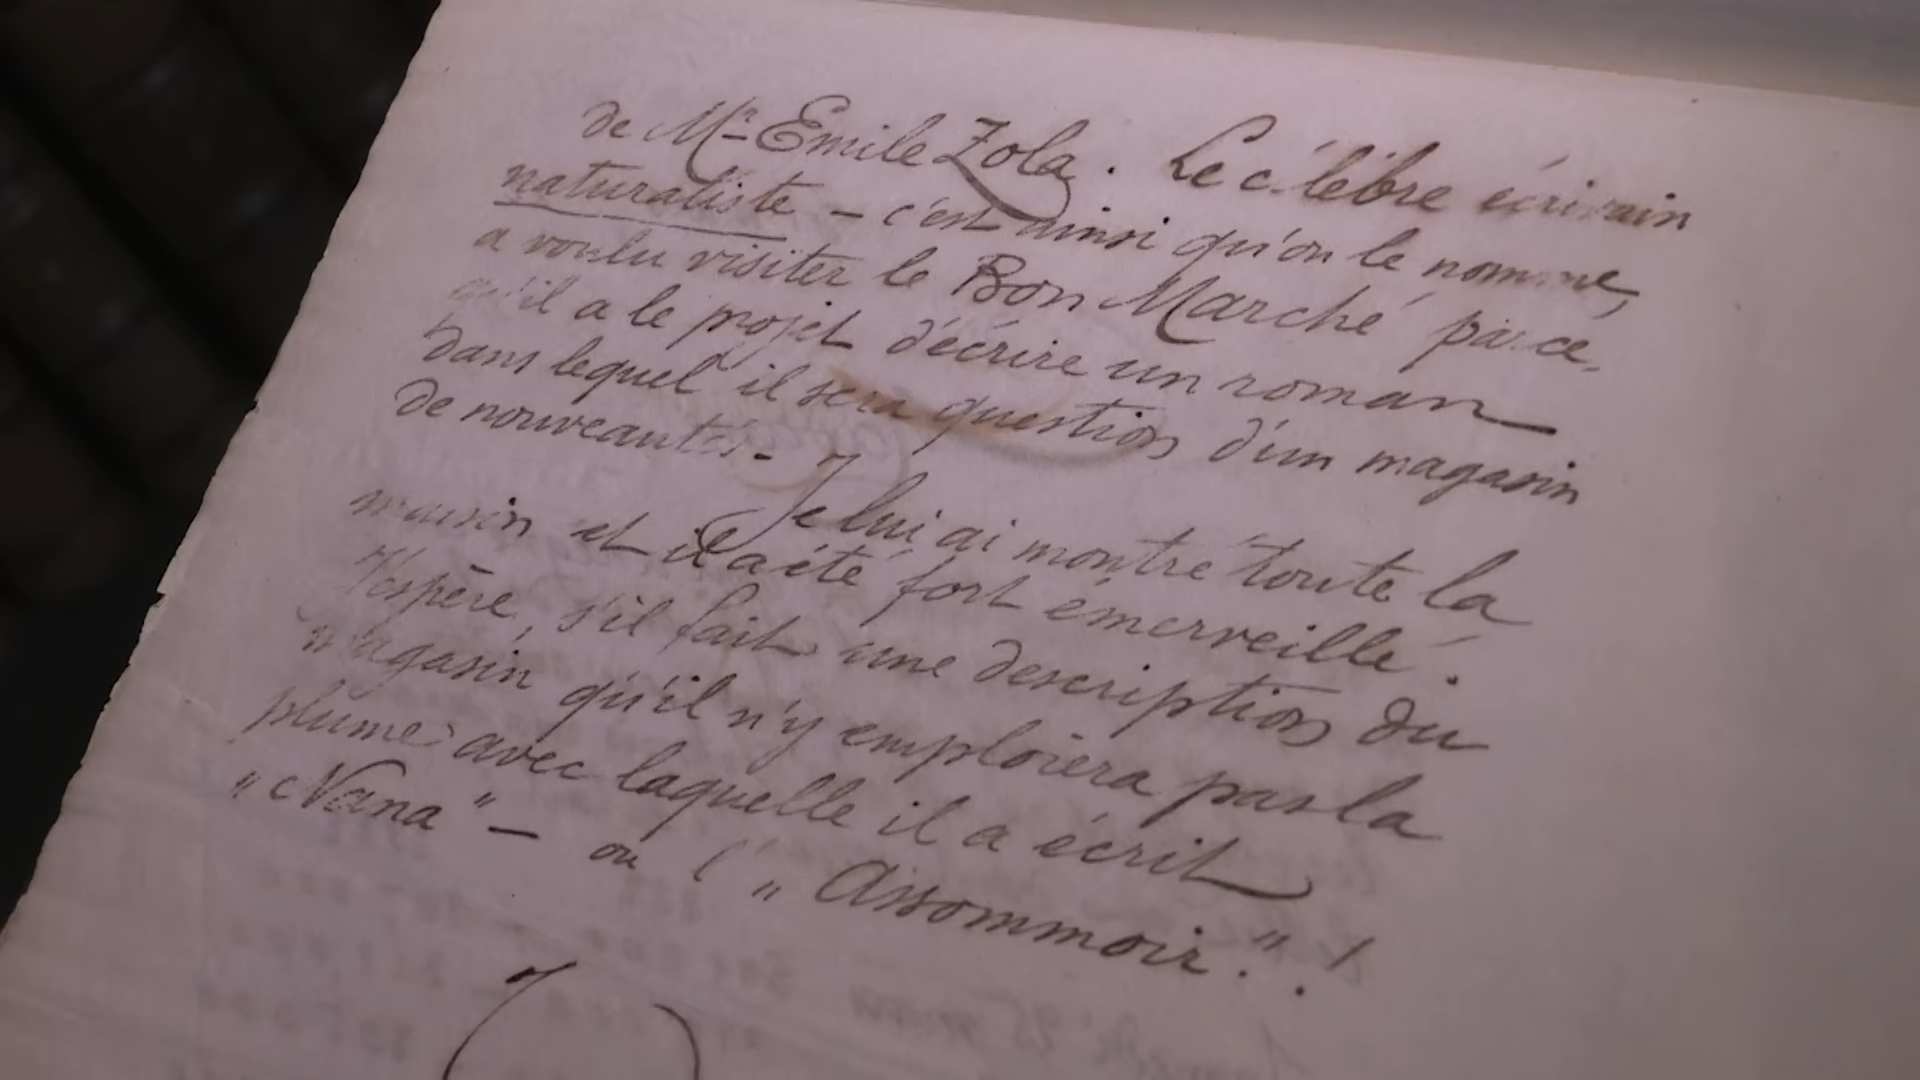 de Mr Emile Zola. Le célèbre écrivain
naturaliste – c'est ainsi qu'on le nomme,
a voulu visiter le Bon Marché parce-
qu'il a le projet d'écrire un roman
dans lequel il sera question d'un magasin
de nouveautés.
Je lui ai montré toute la
maison et il a été fort émerveillé.
J'espère, s'il fait une description du
magasin, qu'il n'y emploiera pas la
plume avec laquelle il a écrit
"Nana" – ou l'"Assommoir."!